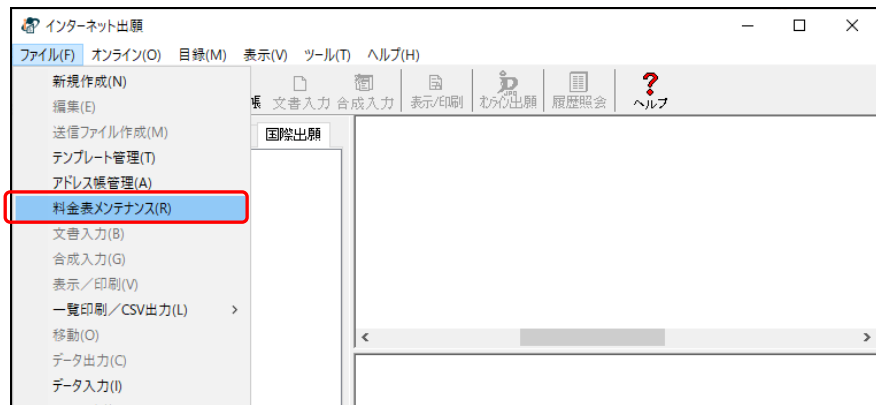 インターネット出願
ファイル(F) オンライン(O) 目録(M) 表示(V) ツール(T) ヘルプ(H)
新規作成(N)
編集(E)
送信ファイル作成(M)
テンプレート管理(T)
アドレス帳管理(A)
料金表メンテナンス(R)
文書入力(B)
合成入力(G)
表示/印刷(V)
一覧印刷/CSV出力(L)
移動(O)
データ出力(C)
データ入力(I)
帳 文書入力 合成入力 表示/印刷 オンライン出願 履歴照会 ヘルプ
国際出願